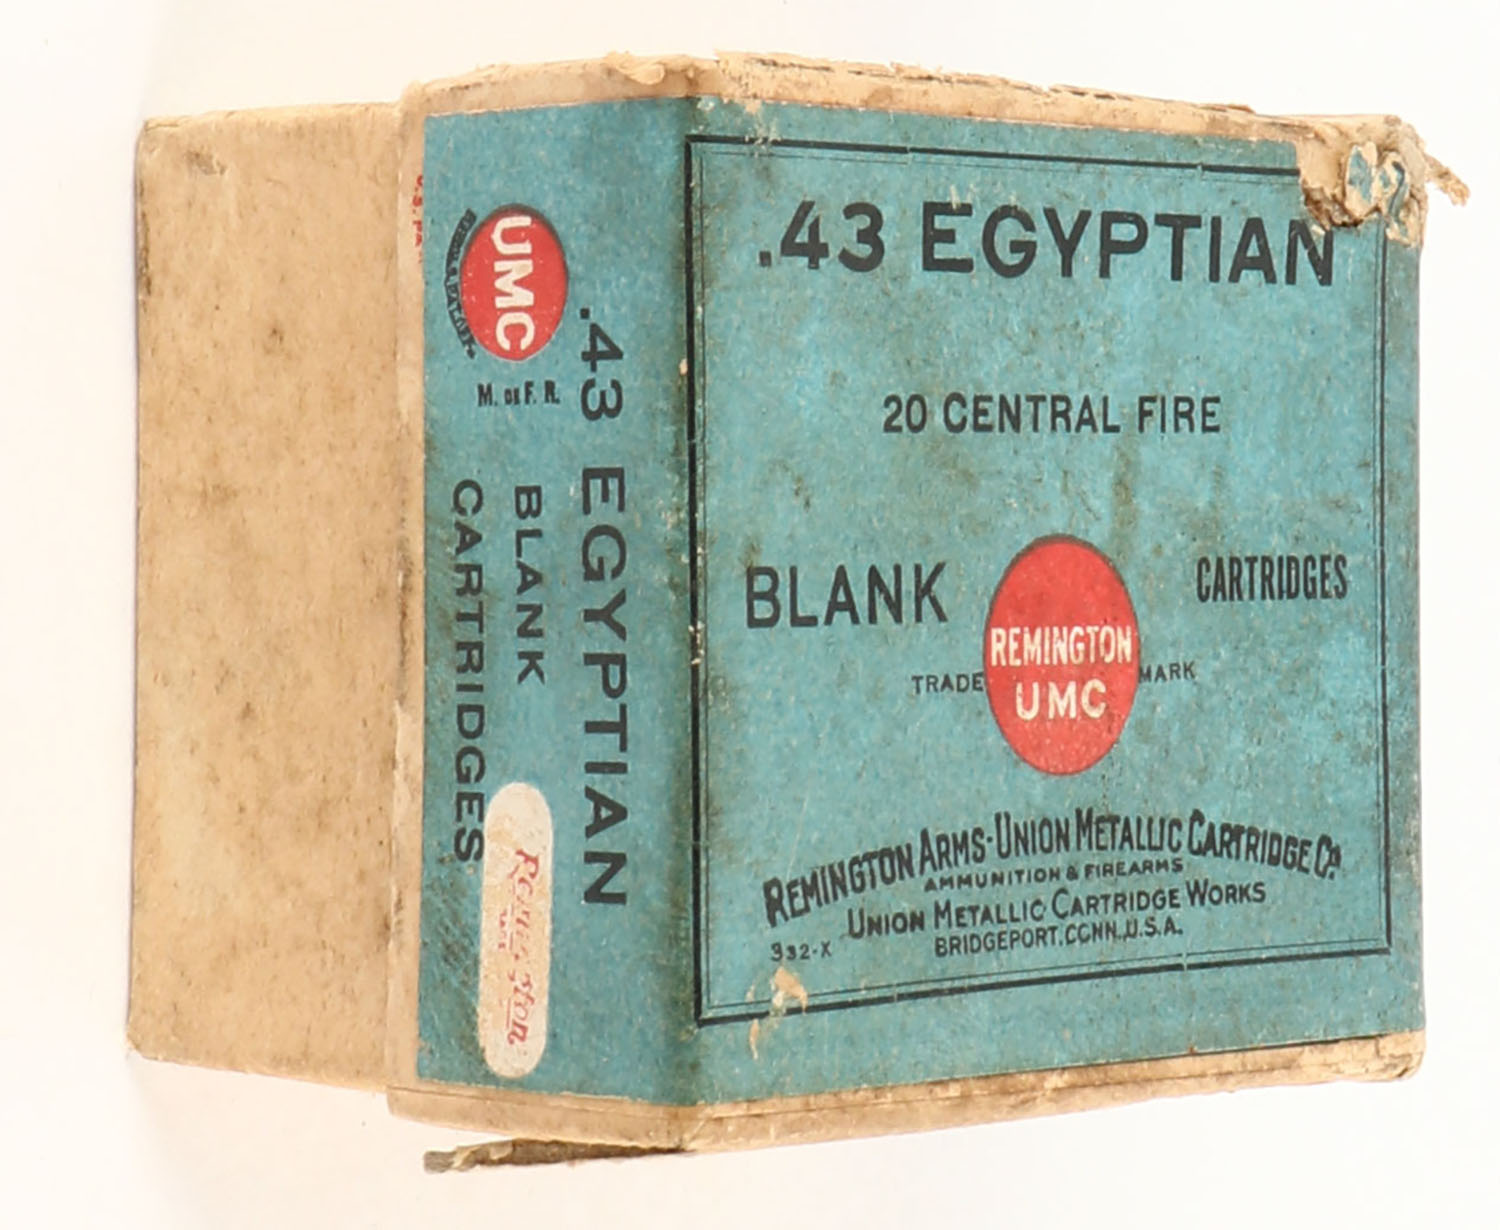 .43 EGYPTIAN
20 CENTRAL FIRE
BLANK CARTRIDGES
REMINGTON
UMC
TRADE MARK
REMINGTON ARMS-UNION METALLIC CARTRIDGE CO.
AMMUNITION & FIREARMS
UNION METALLIC CARTRIDGE WORKS
BRIDGEPORT, CONN., U.S.A.
332-X
.43 EGYPTIAN
BLANK
CARTRIDGES
UMC
M. DE F. R.
Remington